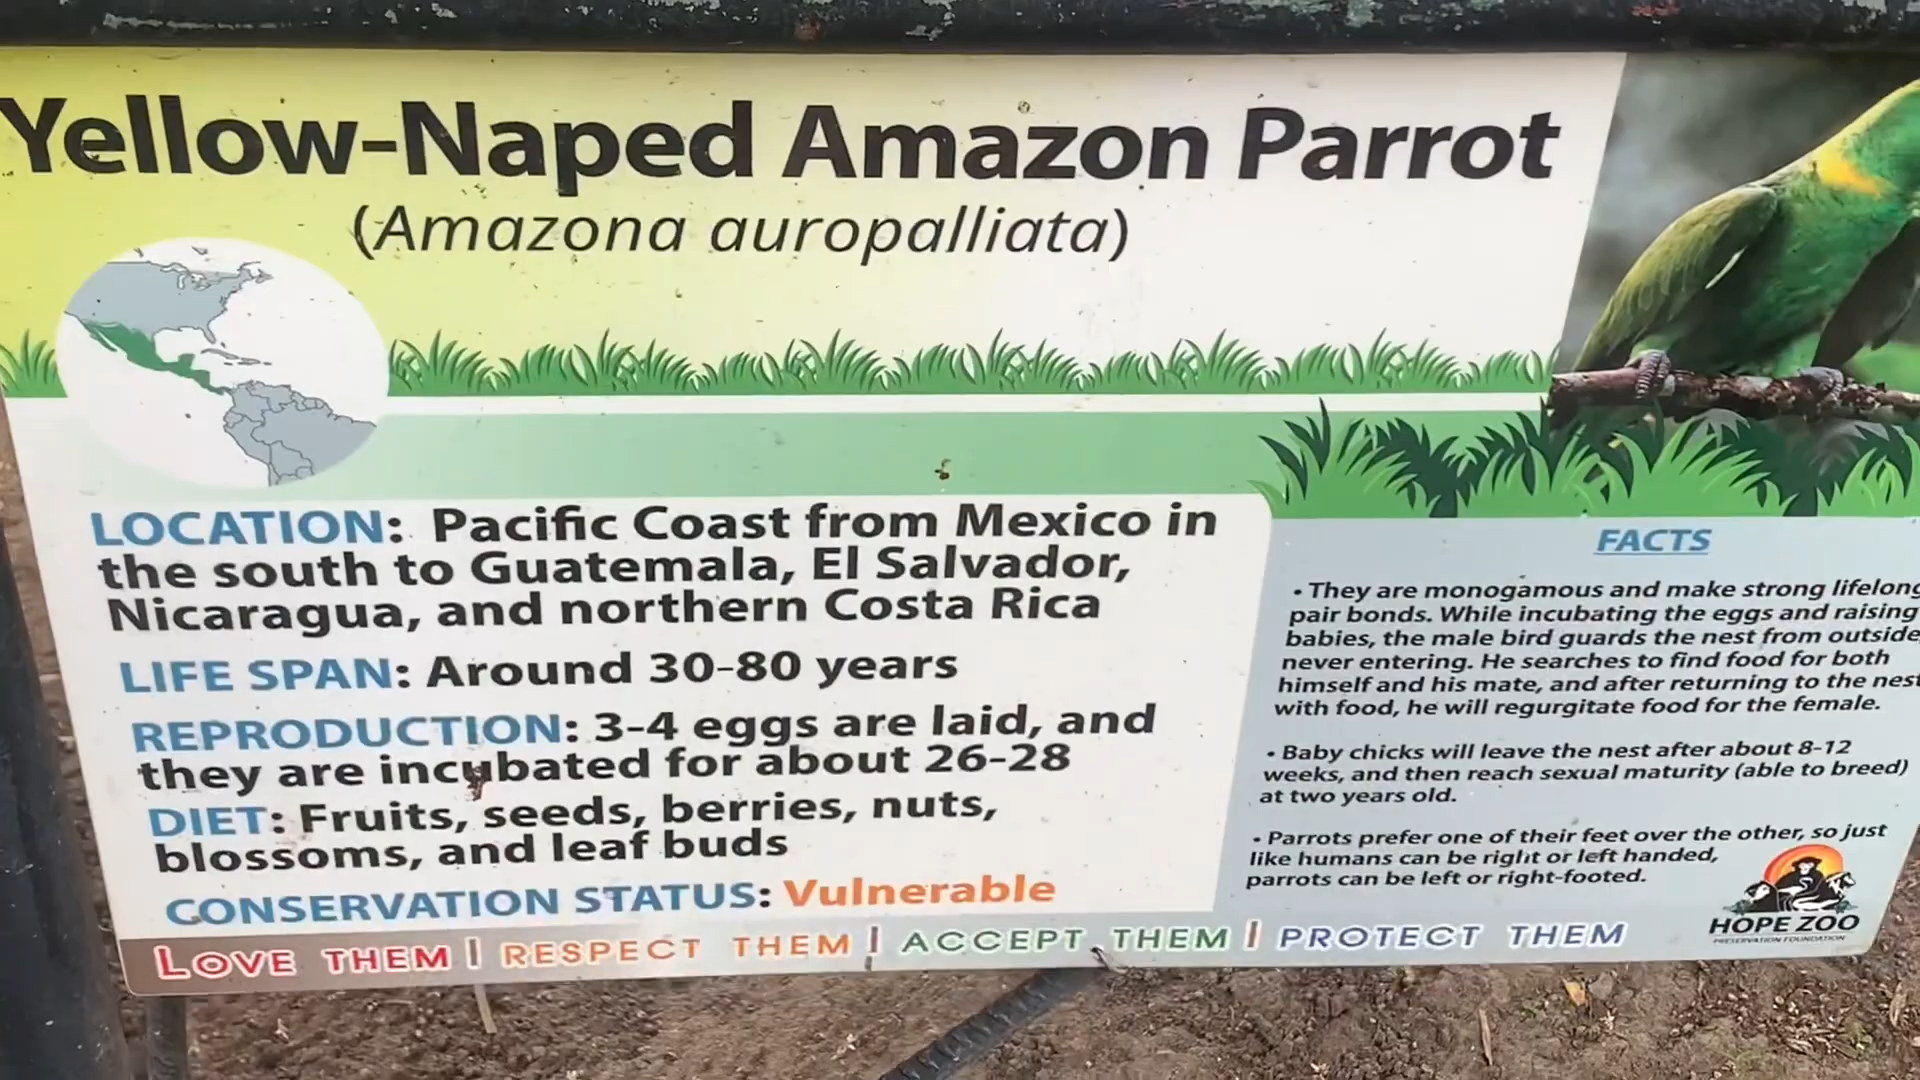 Yellow-Naped Amazon Parrot
(Amazona auropalliata)
LOCATION: Pacific Coast from Mexico in
the south to Guatemala, El Salvador,
Nicaragua, and northern Costa Rica
LIFE SPAN: Around 30-80 years
REPRODUCTION: 3-4 eggs are laid, and
they are incubated for about 26-28
DIET: Fruits, seeds, berries, nuts,
blossoms, and leaf buds
CONSERVATION STATUS: Vulnerable
FACTS
• They are monogamous and make strong lifelong
pair bonds. While incubating the eggs and raising
babies, the male bird guards the nest from outside
never entering. He searches to find food for both
himself and his mate, and after returning to the nest
with food, he will regurgitate food for the female.
• Baby chicks will leave the nest after about 8-12
weeks, and then reach sexual maturity (able to breed)
at two years old.
• Parrots prefer one of their feet over the other, so just
like humans can be right or left handed,
parrots can be left or right-footed.
HOPE ZOO
PRESERVATION FOUNDATION
LOVE THEM | RESPECT THEM | ACCEPT THEM | PROTECT THEM